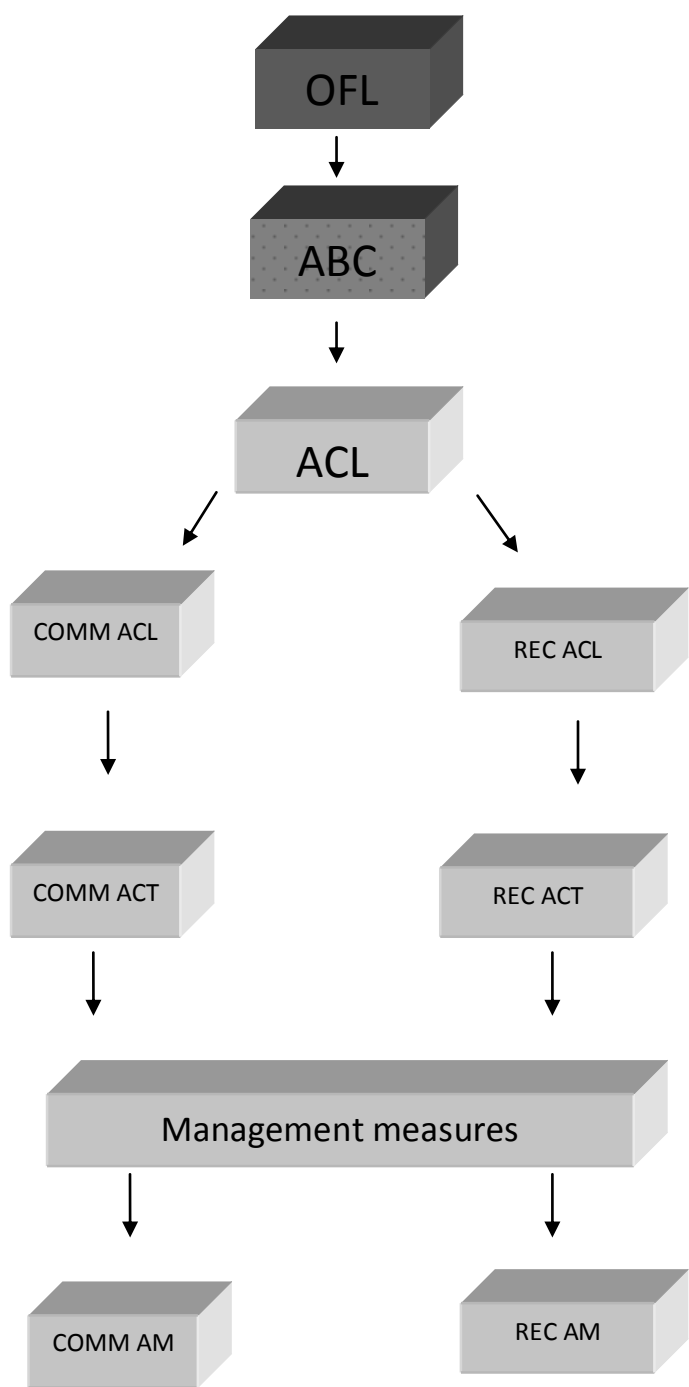 OFL
ABC
ACL
COMM ACL
REC ACL
COMM ACT
REC ACT
Management measures
COMM AM
REC AM